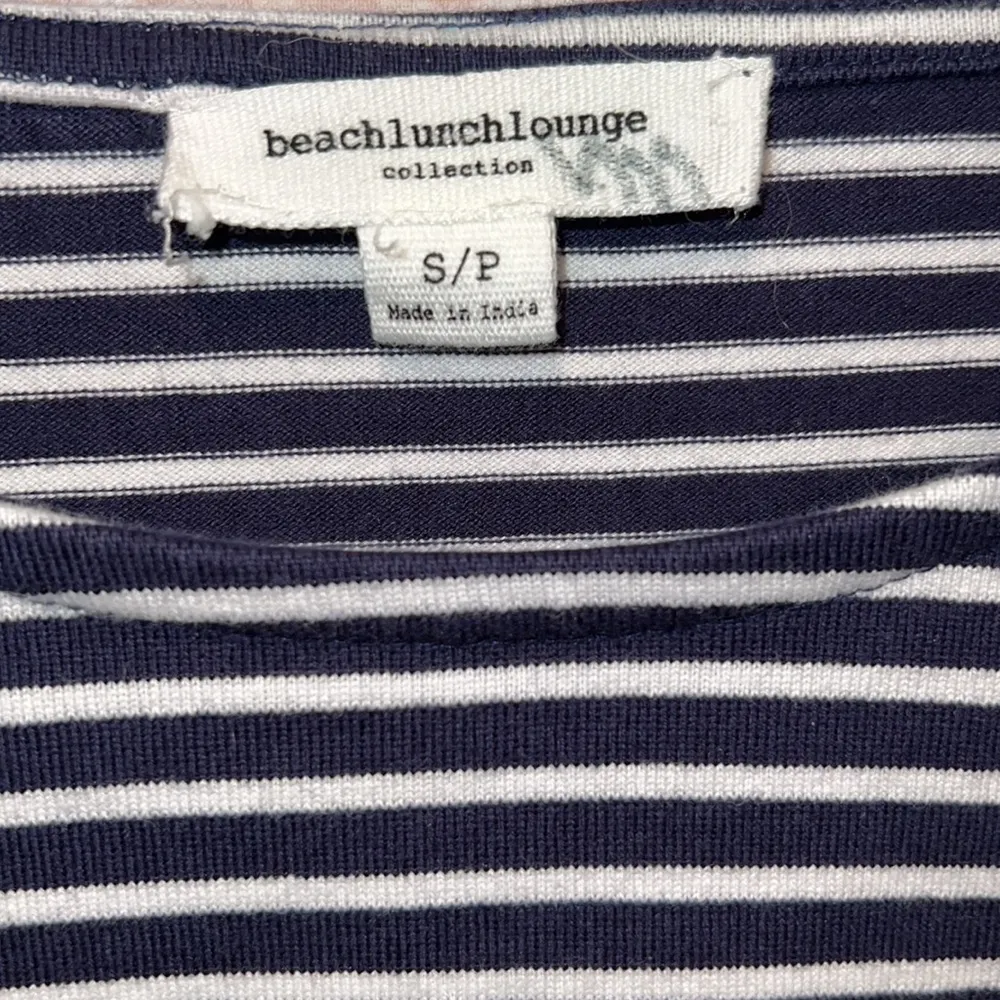 beachlunchlounge
collection
S/P
Made in India